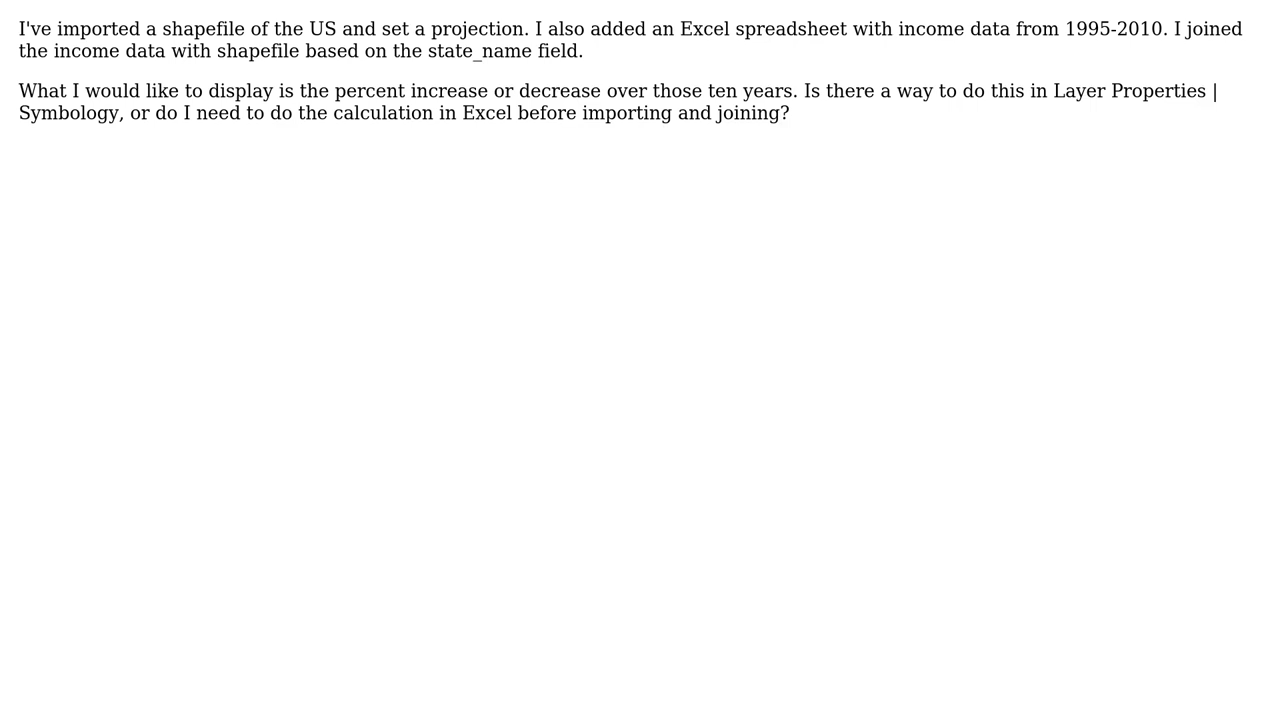 I've imported a shapefile of the US and set a projection. I also added an Excel spreadsheet with income data from 1995-2010. I joined
the income data with shapefile based on the state_name field.
What I would like to display is the percent increase or decrease over those ten years. Is there a way to do this in Layer Properties |
Symbology, or do I need to do the calculation in Excel before importing and joining?